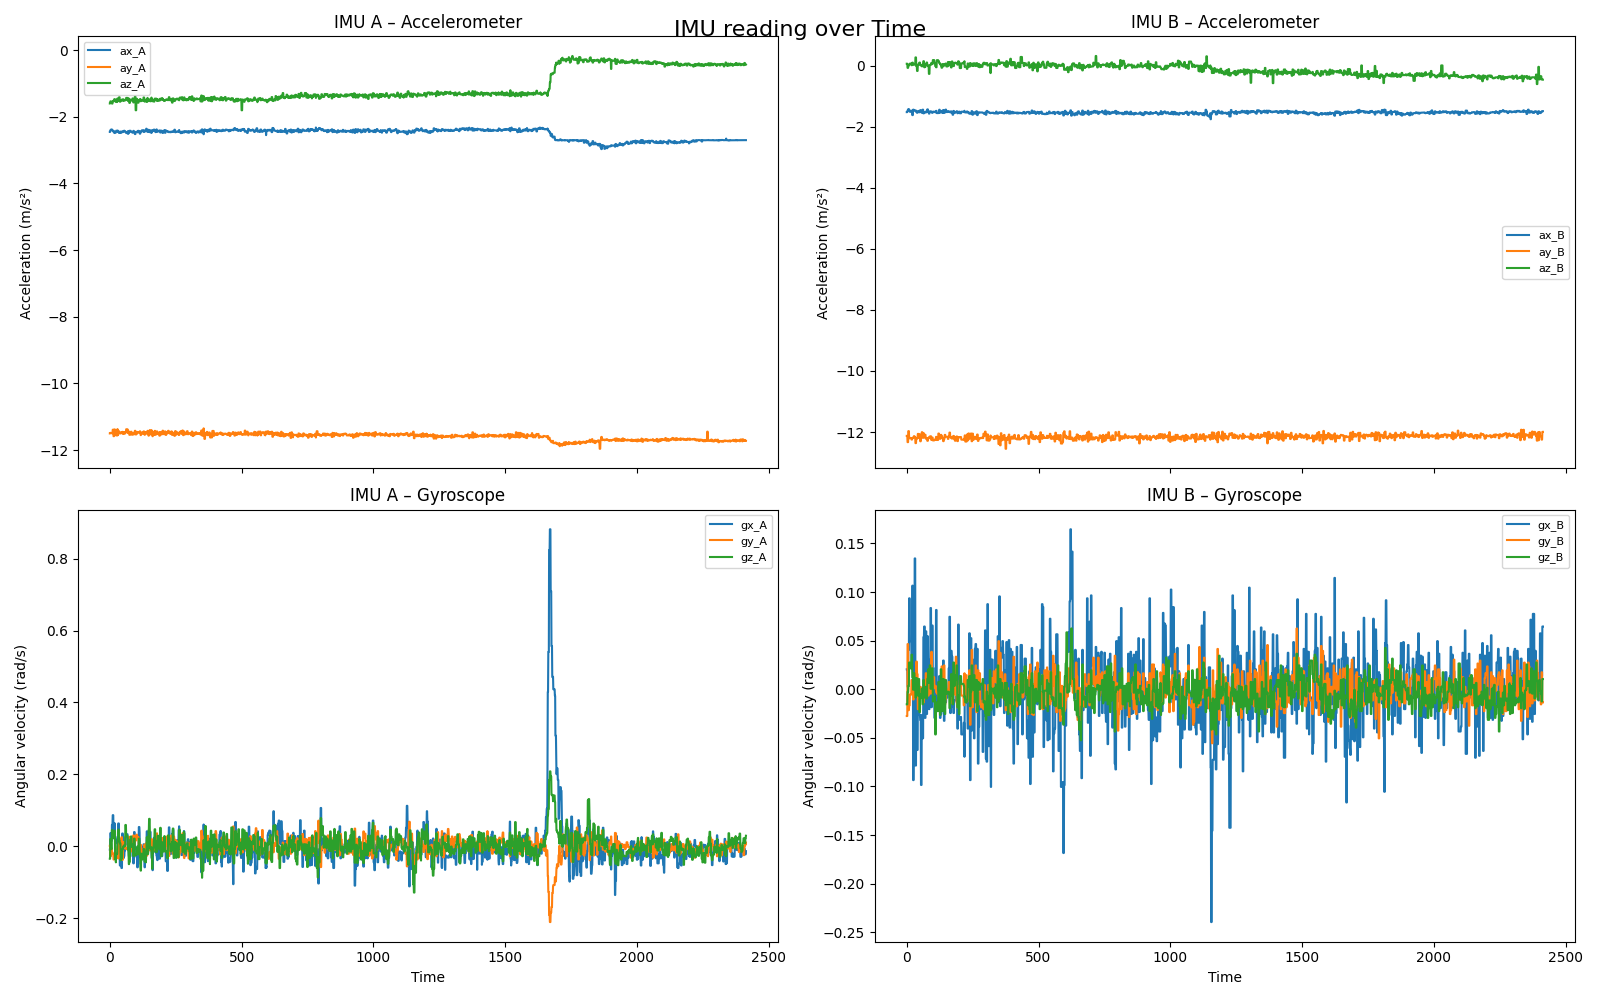 IMU reading over Time
IMU A – Accelerometer
0
−2
−4
−6
−8
−10
−12
Acceleration (m/s²)
ax_A
ay_A
az_A
IMU B – Accelerometer
0
−2
−4
−6
−8
−10
−12
Acceleration (m/s²)
ax_B
ay_B
az_B
IMU A – Gyroscope
0.8
0.6
0.4
0.2
0.0
−0.2
Angular velocity (rad/s)
gx_A
gy_A
gz_A
0 500 1000 1500 2000 2500
Time
IMU B – Gyroscope
0.15
0.10
0.05
0.00
−0.05
−0.10
−0.15
−0.20
−0.25
Angular velocity (rad/s)
gx_B
gy_B
gz_B
0 500 1000 1500 2000 2500
Time